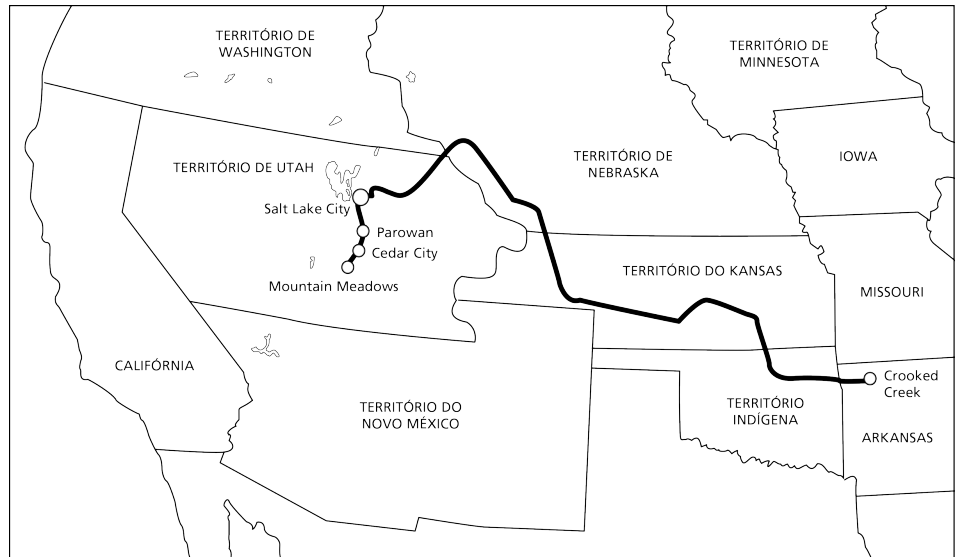 TERRITÓRIO DE
WASHINGTON
TERRITÓRIO DE
MINNESOTA
TERRITÓRIO DE UTAH
TERRITÓRIO DE
NEBRASKA
IOWA
Salt Lake City
Parowan
Cedar City
Mountain Meadows
TERRITÓRIO DO KANSAS
MISSOURI
CALIFÓRNIA
Crooked
Creek
TERRITÓRIO DO
NOVO MÉXICO
TERRITÓRIO
INDÍGENA
ARKANSAS